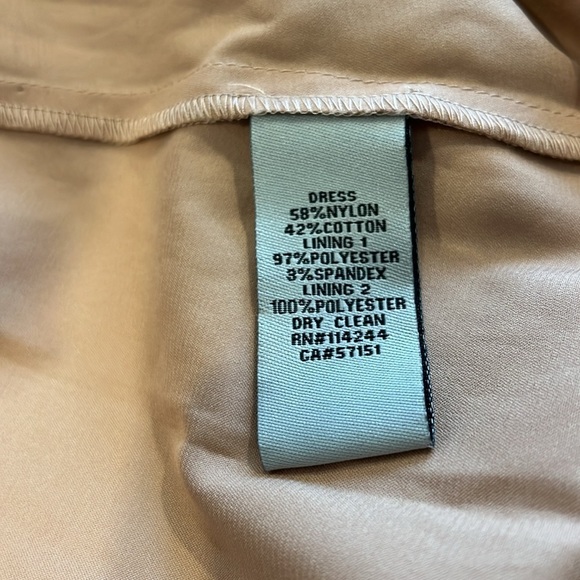 DRESS
58%NYLON
42%COTTON
LINING 1
97%POLYESTER
3%SPANDEX
LINING 2
100%POLYESTER
DRY CLEAN
RN#114244
CA#57151